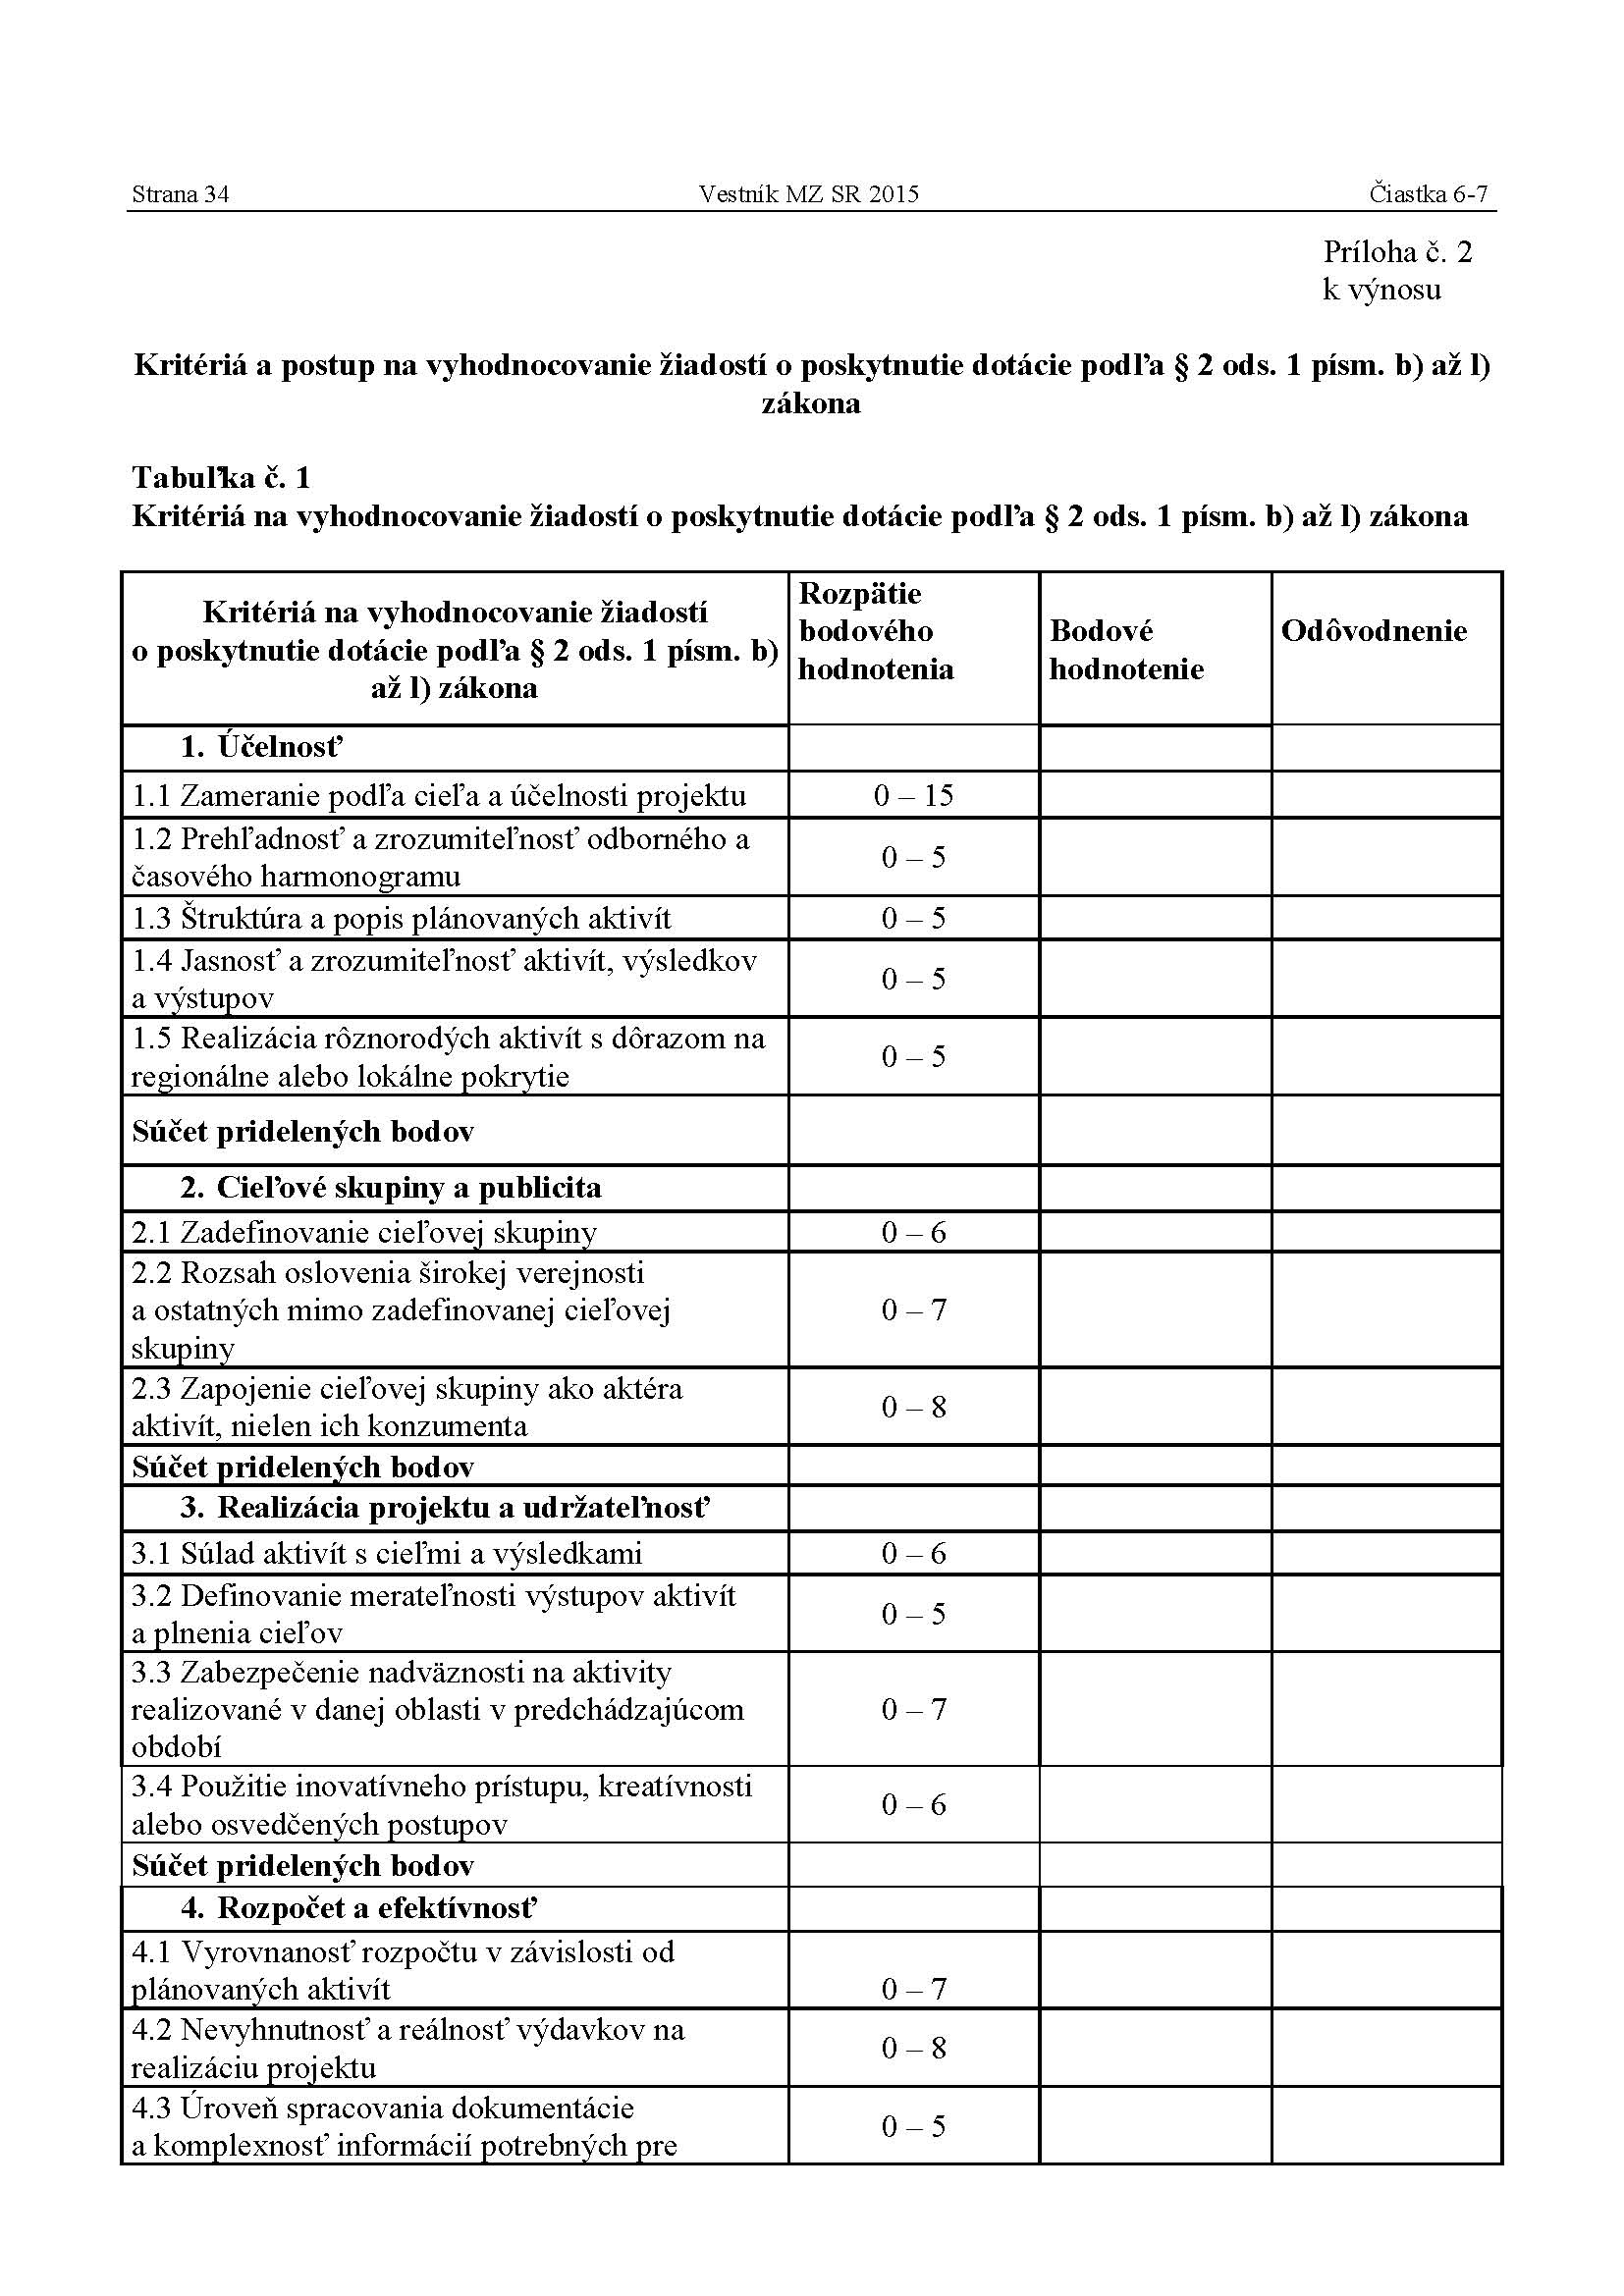 Strana 34 Vestník MZ SR 2015 Čiastka 6-7
Príloha č. 2
k výnosu
Kritériá a postup na vyhodnocovanie žiadostí o poskytnutie dotácie podľa § 2 ods. 1 písm. b) až l)
zákona
Tabuľka č. 1
Kritériá na vyhodnocovanie žiadostí o poskytnutie dotácie podľa § 2 ods. 1 písm. b) až l) zákona
Kritériá na vyhodnocovanie žiadostí
o poskytnutie dotácie podľa § 2 ods. 1 písm. b)
až l) zákona
Rozpätie
bodového
hodnotenia
Bodové
hodnotenie
Odôvodnenie
1. Účelnosť
1.1 Zameranie podľa cieľa a účelnosti projektu 0 – 15
1.2 Prehľadnosť a zrozumiteľnosť odborného a
časového harmonogramu
0 – 5
1.3 Štruktúra a popis plánovaných aktivít 0 – 5
1.4 Jasnosť a zrozumiteľnosť aktivít, výsledkov
a výstupov
0 – 5
1.5 Realizácia rôznorodých aktivít s dôrazom na
regionálne alebo lokálne pokrytie
0 – 5
Súčet pridelených bodov
2. Cieľové skupiny a publicita
2.1 Zadefinovanie cieľovej skupiny 0 – 6
2.2 Rozsah oslovenia širokej verejnosti
a ostatných mimo zadefinovanej cieľovej
skupiny
0 – 7
2.3 Zapojenie cieľovej skupiny ako aktéra
aktivít, nielen ich konzumenta
0 – 8
Súčet pridelených bodov
3. Realizácia projektu a udržateľnosť
3.1 Súlad aktivít s cieľmi a výsledkami 0 – 6
3.2 Definovanie merateľnosti výstupov aktivít
a plnenia cieľov
0 – 5
3.3 Zabezpečenie nadväznosti na aktivity
realizované v danej oblasti v predchádzajúcom
období
0 – 7
3.4 Použitie inovatívneho prístupu, kreatívnosti
alebo osvedčených postupov
0 – 6
Súčet pridelených bodov
4. Rozpočet a efektívnosť
4.1 Vyrovnanosť rozpočtu v závislosti od
plánovaných aktivít 0 – 7
4.2 Nevyhnutnosť a reálnosť výdavkov na
realizáciu projektu
0 – 8
4.3 Úroveň spracovania dokumentácie
a komplexnosť informácií potrebných pre
0 – 5